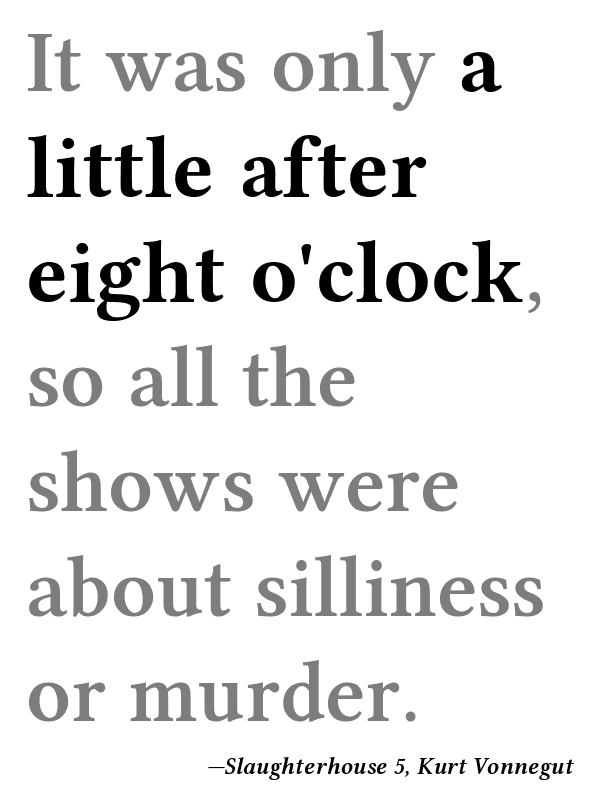 It was only a
little after
eight o'clock,
so all the
shows were
about silliness
or murder.
—Slaughterhouse 5, Kurt Vonnegut